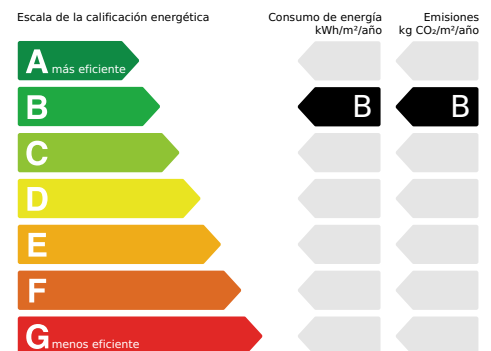 Escala de la calificación energética
Consumo de energía
kWh/m²/año
Emisiones
kg CO₂/m²/año
A más eficiente
B B B
C
D
E
F
G menos eficiente